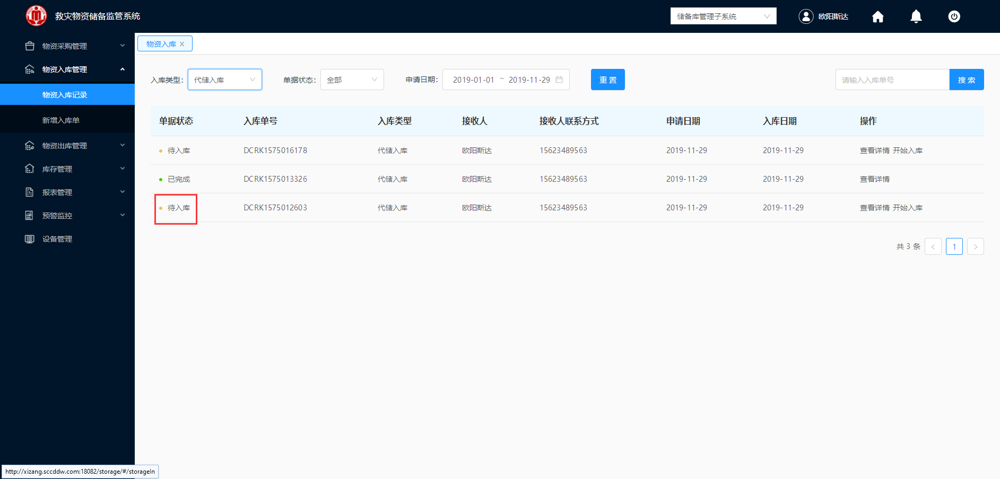 救灾物资储备监管系统
储备库管理子系统
欧阳斯达
物资采购管理
物资入库管理
物资入库记录
新增入库单
物资出库管理
库存管理
报表管理
预警监控
设备管理
物资入库
入库类型: 代储入库 单据状态: 全部 申请日期: 2019-01-01 ~ 2019-11-29 重 置 请输入入库单号 搜 索
单据状态 入库单号 入库类型 接收人 接收人联系方式 申请日期 入库日期 操作
待入库 DCRK1575016178 代储入库 欧阳斯达 15623489563 2019-11-29 2019-11-29 查看详情 开始入库
已完成 DCRK1575013326 代储入库 欧阳斯达 15623489563 2019-11-29 2019-11-29 查看详情
待入库 DCRK1575012603 代储入库 欧阳斯达 15623489563 2019-11-29 2019-11-29 查看详情 开始入库
共 3 条 < 1 >
http://xizang.sccddw.com:18082/storage/#/storageIn